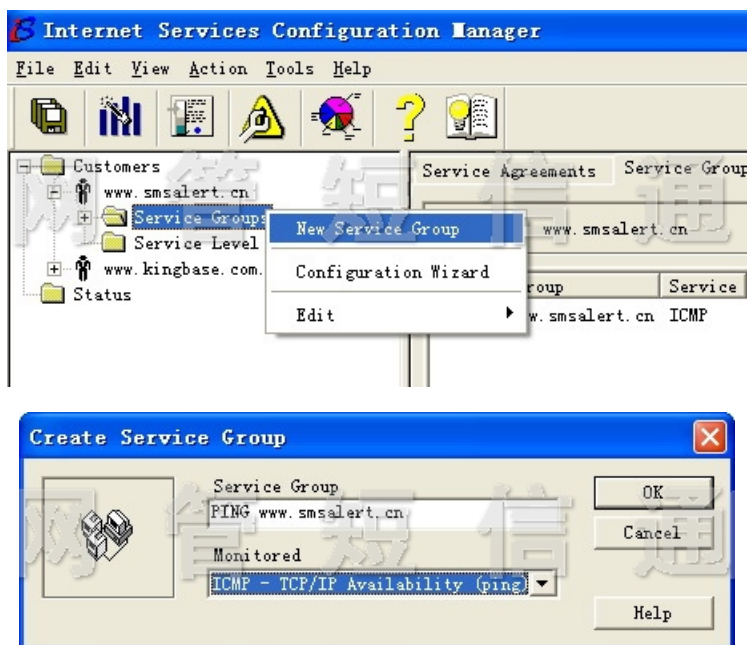 Internet Services Configuration Manager
File Edit View Action Tools Help
Customers
www.smsalert.cn
Service Groups
Service Level
www.kingbase.com.
Status
New Service Group
Configuration Wizard
Edit
Service Agreements Service Group
www.smsalert.cn
roup Service
w.smsalert.cn ICMP
网管短信通
Create Service Group
Service Group
PING www.smsalert.cn
Monitored
ICMP - TCP/IP Availability (ping)
OK
Cancel
Help
网管短信通